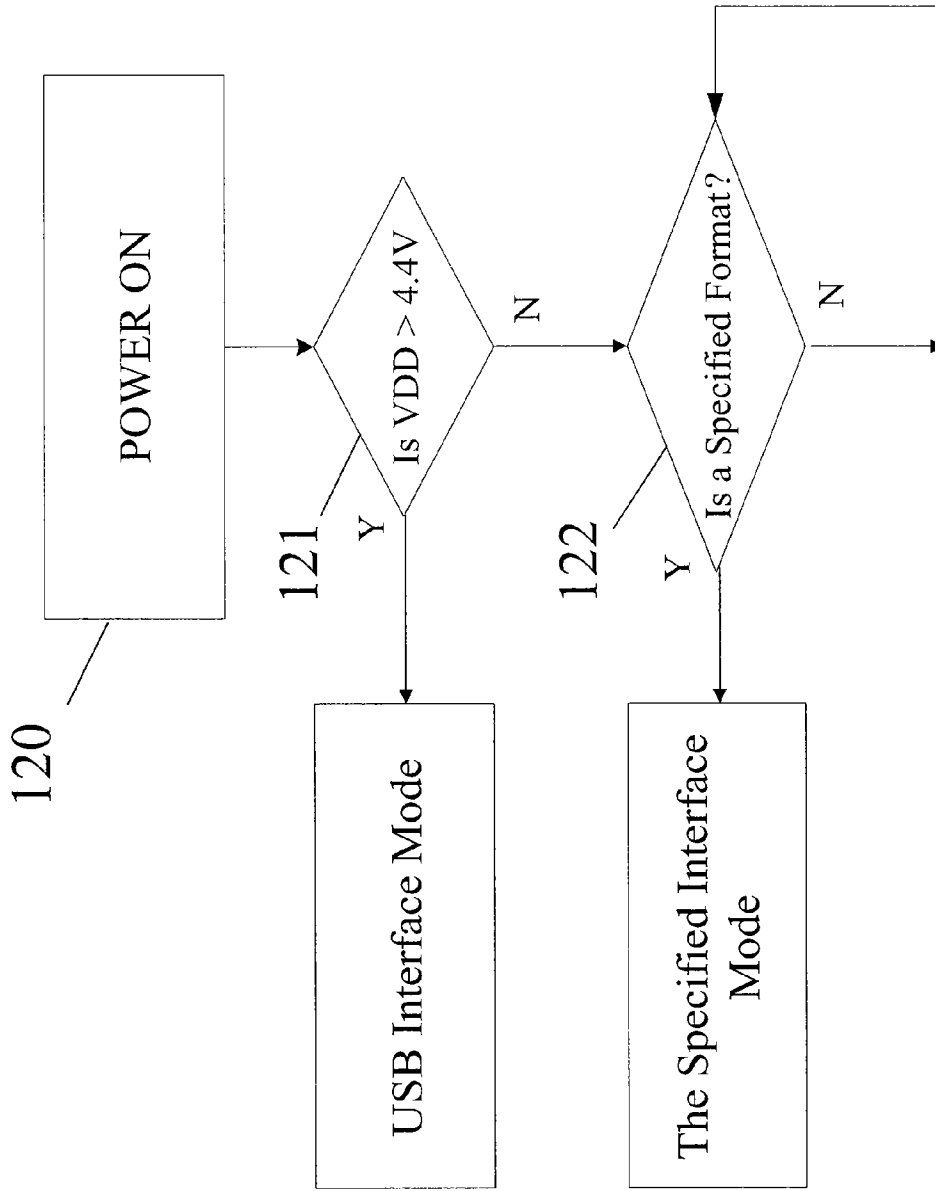 120
POWER ON
121
Is VDD > 4.4V
Y
N
USB Interface Mode
122
Is a Specified Format?
Y
N
The Specified Interface
Mode